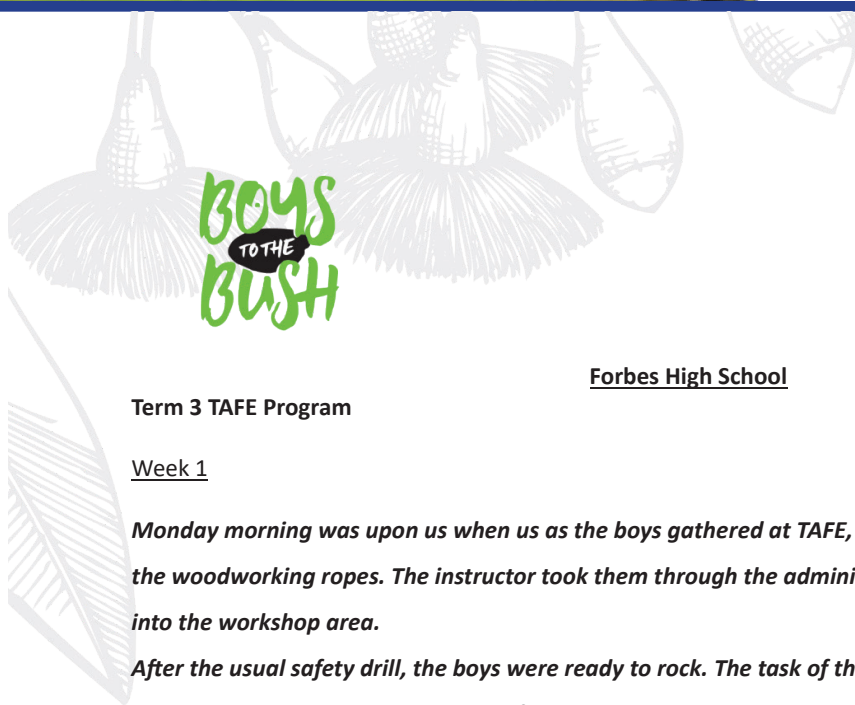 BOYS
TO THE
BUSH
Forbes High School
Term 3 TAFE Program
Week 1
Monday morning was upon us when us as the boys gathered at TAFE,
the woodworking ropes. The instructor took them through the admini
into the workshop area.
After the usual safety drill, the boys were ready to rock. The task of th